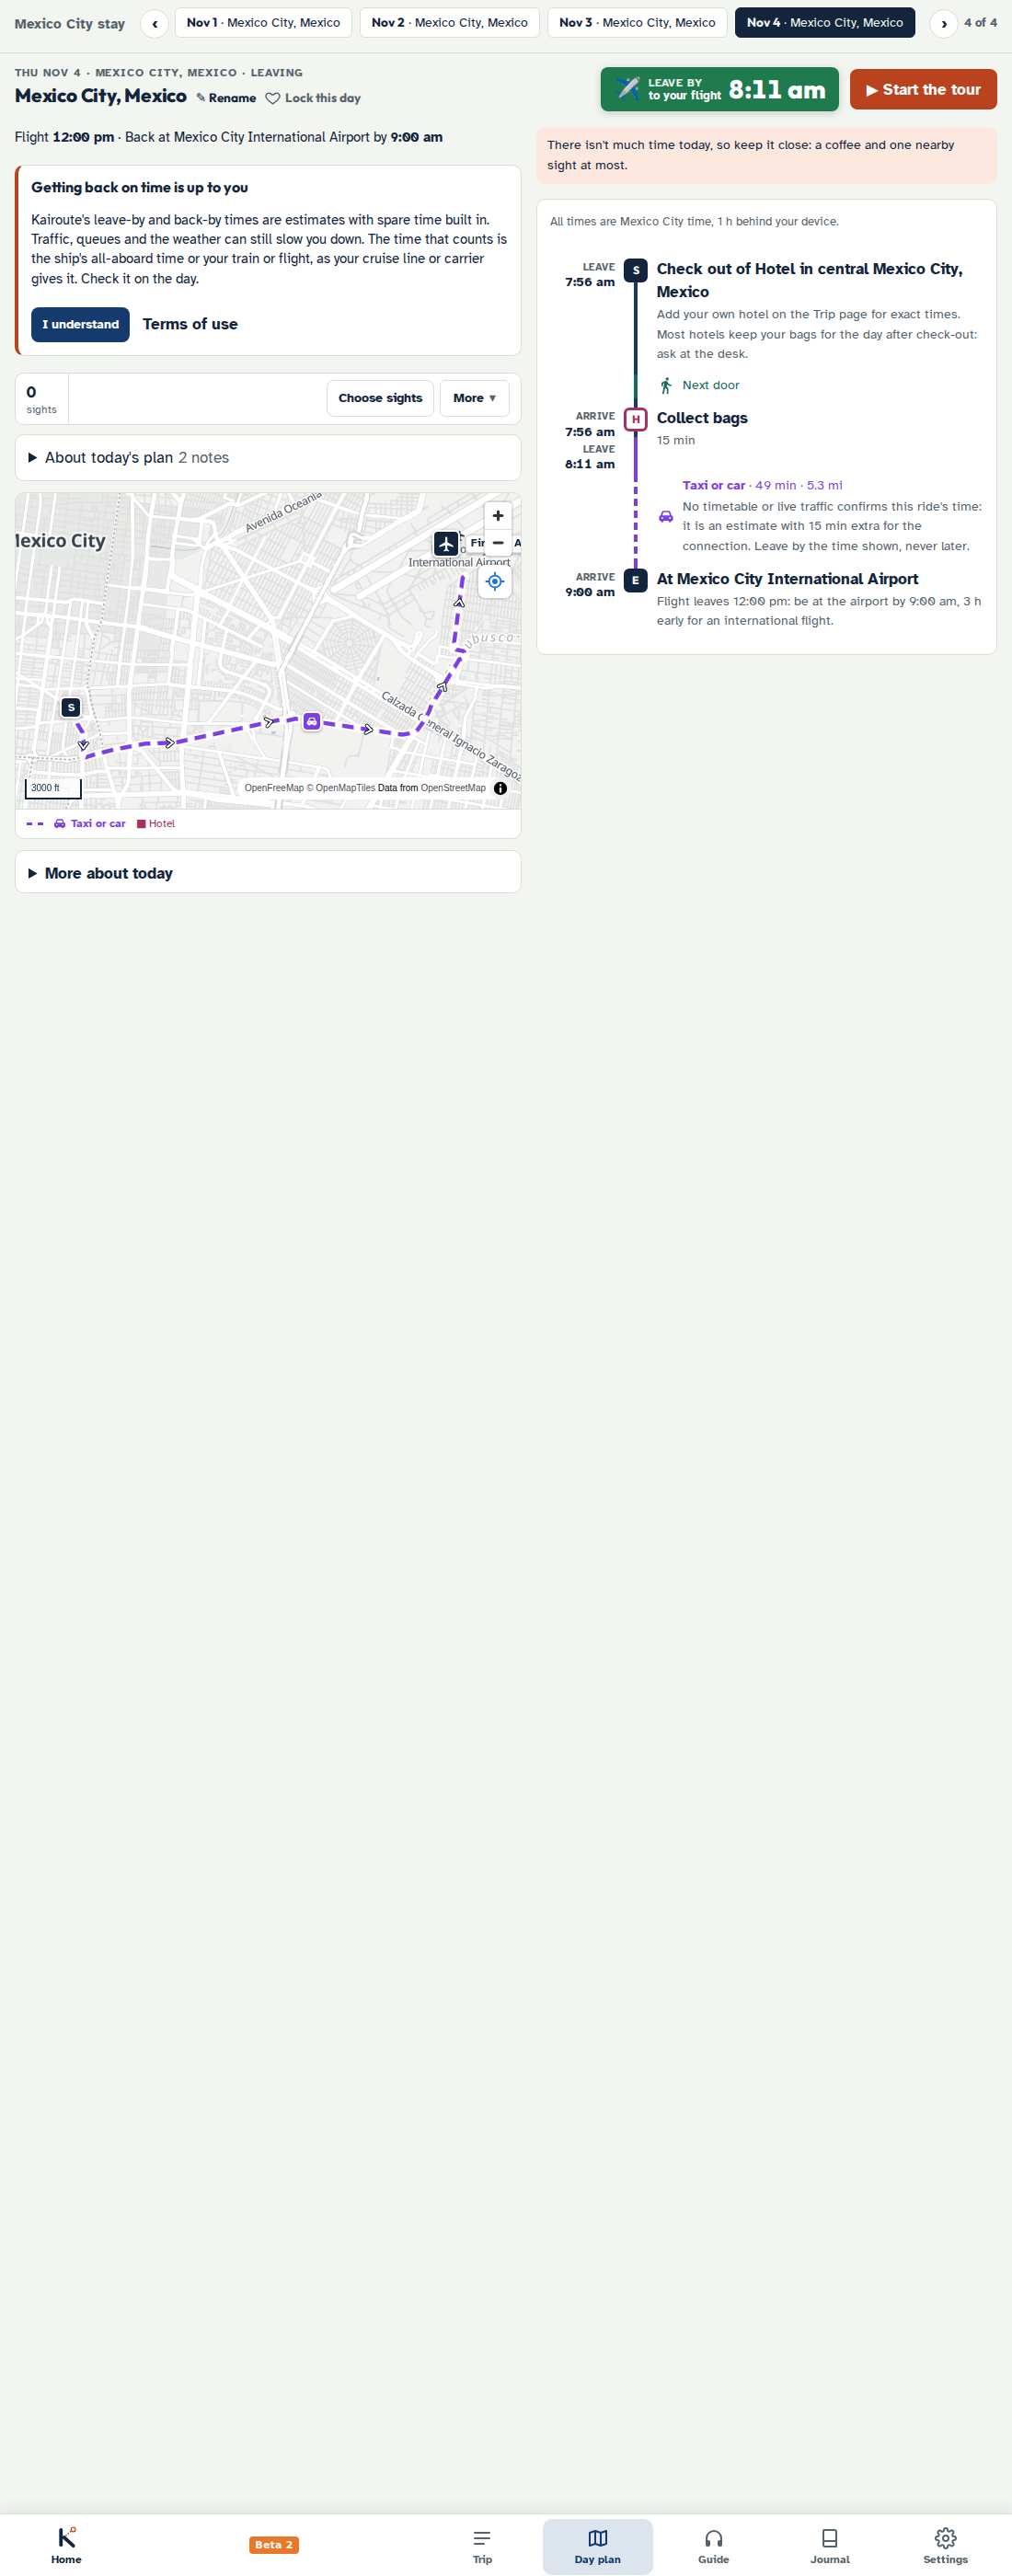 Mexico City stay
‹
Nov 1 · Mexico City, Mexico
Nov 2 · Mexico City, Mexico
Nov 3 · Mexico City, Mexico
Nov 4 · Mexico City, Mexico
›
4 of 4
THU NOV 4 · MEXICO CITY, MEXICO · LEAVING
Mexico City, Mexico
✎ Rename
Lock this day
LEAVE BY
to your flight
8:11 am
▶ Start the tour
Flight 12:00 pm · Back at Mexico City International Airport by 9:00 am
Getting back on time is up to you
Kairoute's leave-by and back-by times are estimates with spare time built in.
Traffic, queues and the weather can still slow you down. The time that counts is
the ship's all-aboard time or your train or flight, as your cruise line or carrier
gives it. Check it on the day.
I understand
Terms of use
0
sights
Choose sights
More ▼
▶ About today's plan 2 notes
Avenida Oceanía
Mexico City
International Airport
Calzada General Ignacio Zaragoz
3000 ft
OpenFreeMap © OpenMapTiles Data from OpenStreetMap
Taxi or car
Hotel
▶ More about today
There isn't much time today, so keep it close: a coffee and one nearby
sight at most.
All times are Mexico City time, 1 h behind your device.
LEAVE
7:56 am
S
Check out of Hotel in central Mexico City,
Mexico
Add your own hotel on the Trip page for exact times.
Most hotels keep your bags for the day after check-out:
ask at the desk.
Next door
ARRIVE
7:56 am
LEAVE
8:11 am
H
Collect bags
15 min
Taxi or car · 49 min · 5.3 mi
No timetable or live traffic confirms this ride's time:
it is an estimate with 15 min extra for the
connection. Leave by the time shown, never later.
ARRIVE
9:00 am
E
At Mexico City International Airport
Flight leaves 12:00 pm: be at the airport by 9:00 am, 3 h
early for an international flight.
Home
Beta 2
Trip
Day plan
Guide
Journal
Settings